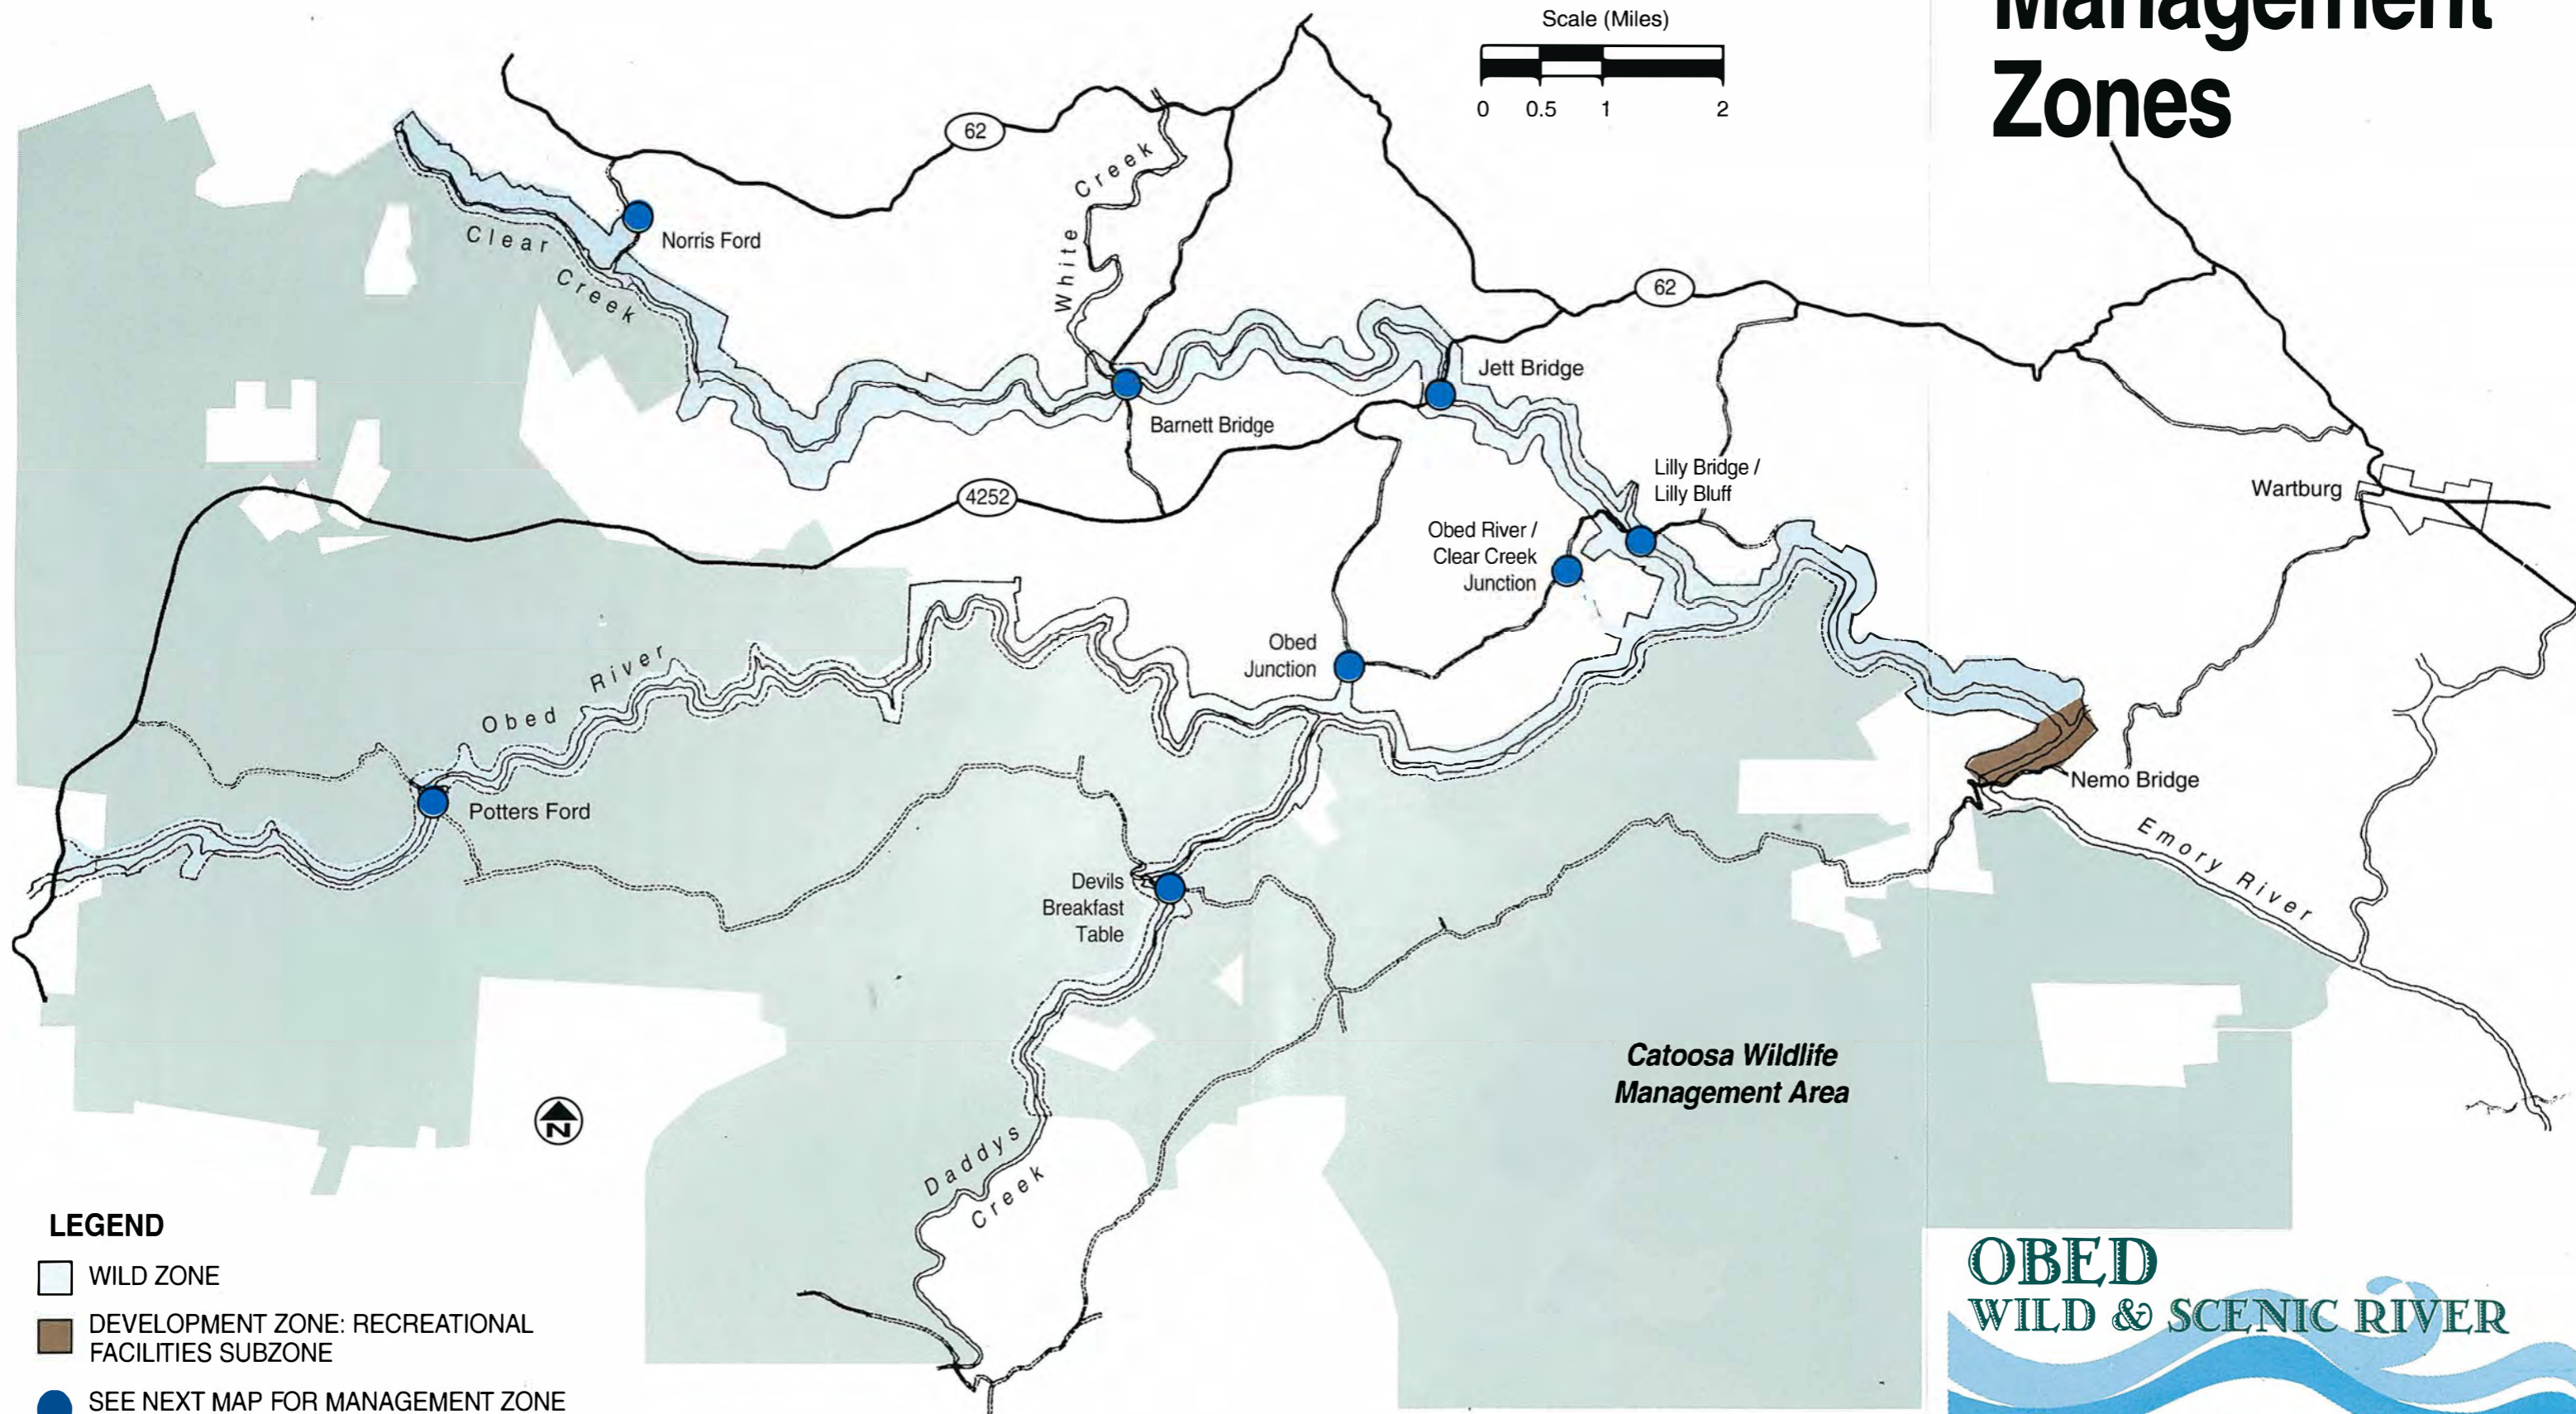 Management
Zones
Scale (Miles)
0 0.5 1 2
62
White Creek
Norris Ford
Clear
Creek
62
Jett Bridge
Barnett Bridge
Lilly Bridge /
Lilly Bluff
Wartburg
4252
Obed River /
Clear Creek
Junction
Obed
Junction
Obed River
Nemo Bridge
Potters Ford
Emory River
Devils
Breakfast
Table
Catoosa Wildlife
Management Area
N
Daddys
Creek
LEGEND
WILD ZONE
DEVELOPMENT ZONE: RECREATIONAL
FACILITIES SUBZONE
SEE NEXT MAP FOR MANAGEMENT ZONE
OBED
WILD & SCENIC RIVER